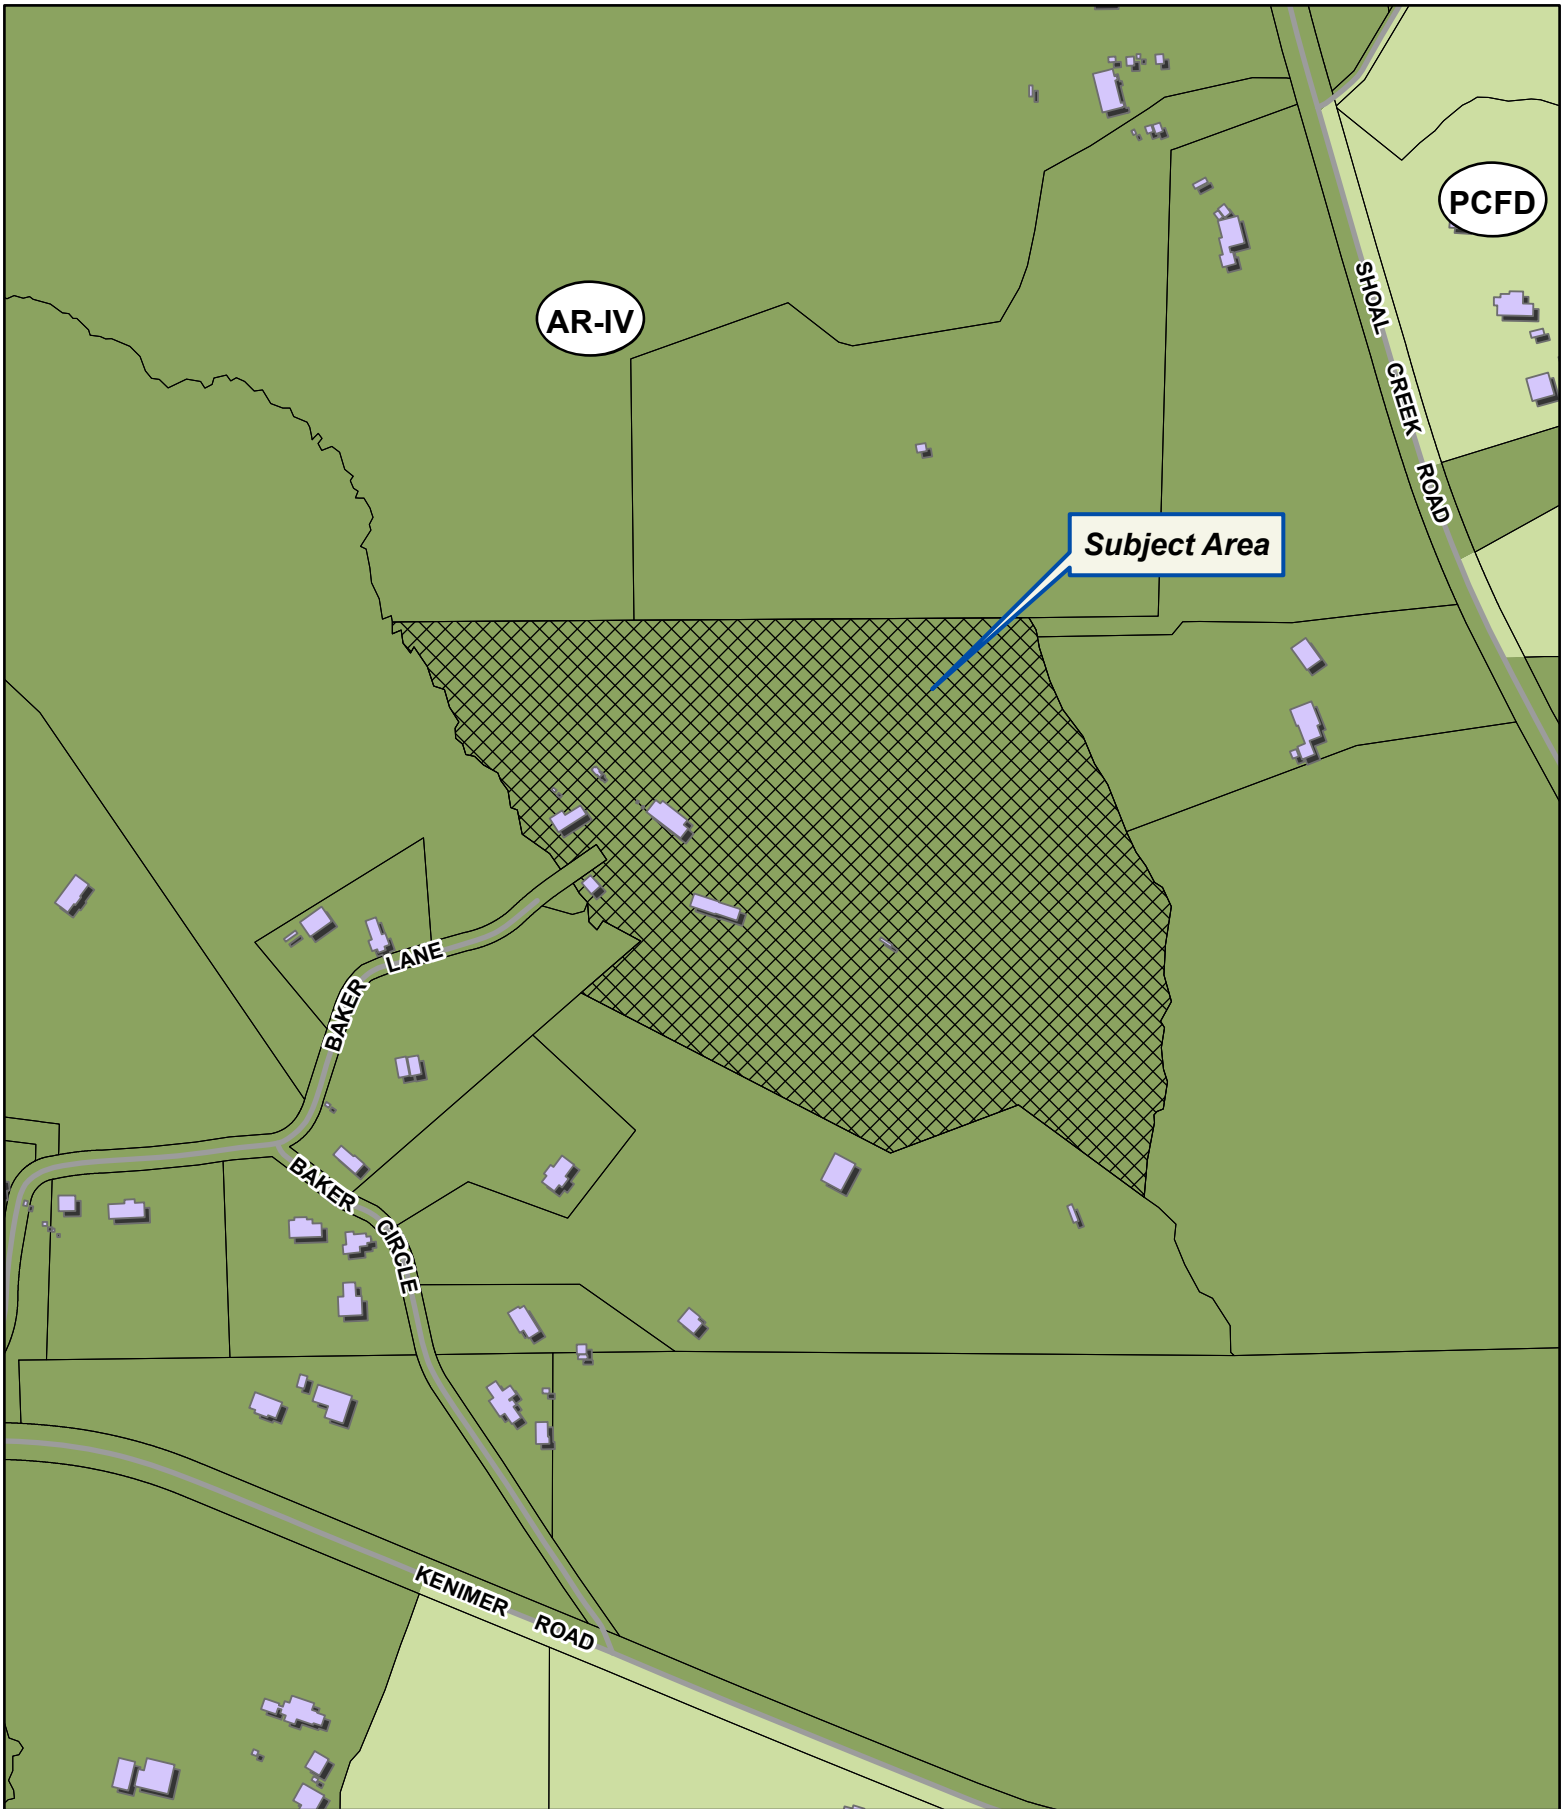 PCFD
AR-IV
SHOAL CREEK ROAD
Subject Area
BAKER LANE
BAKER CIRCLE
KENIMER ROAD